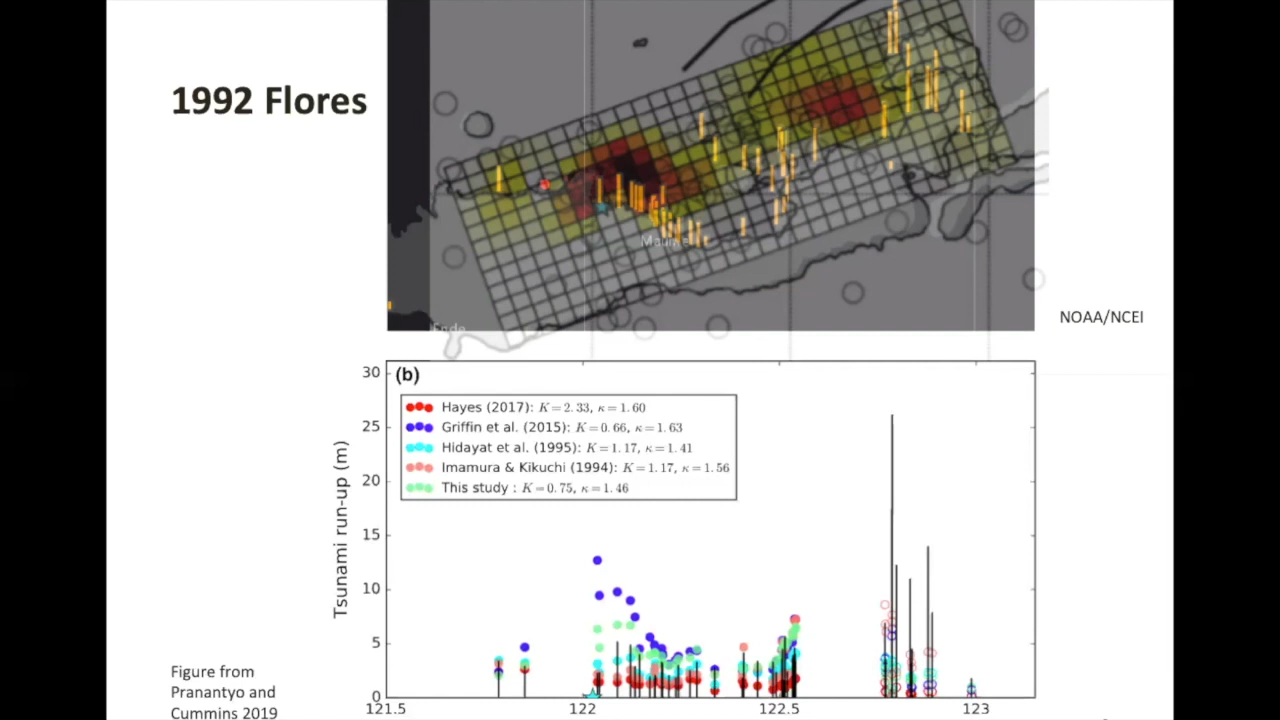 1992 Flores
Maumere
Ende
NOAA/NCEI
(b)
Hayes (2017): K=2.33, κ=1.60
Griffin et al. (2015): K=0.66, κ=1.63
Hidayat et al. (1995): K=1.17, κ=1.41
Imamura & Kikuchi (1994): K=1.17, κ=1.56
This study : K=0.75, κ=1.46
Tsunami run-up (m)
30
25
20
15
10
5
0
121.5 122 122.5 123
Figure from
Pranantyo and
Cummins 2019